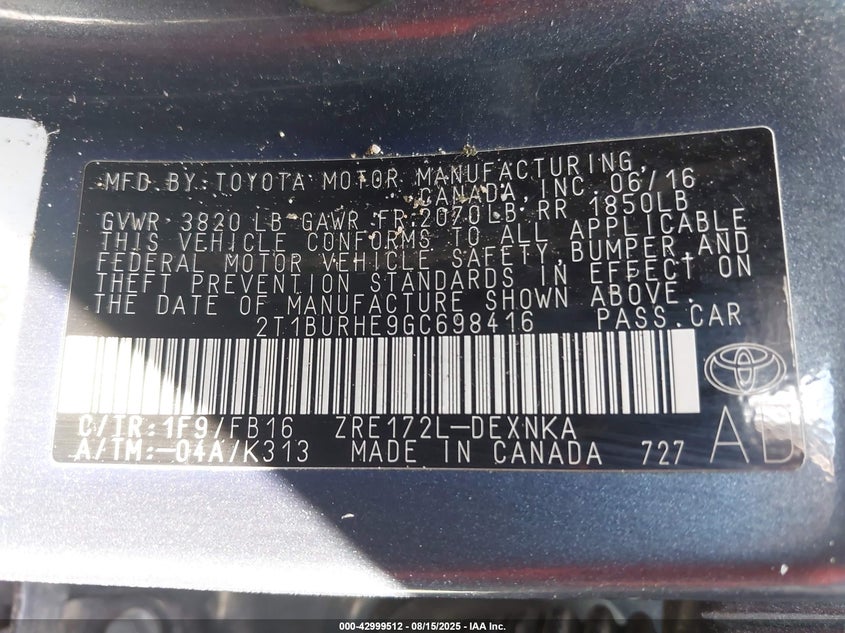 MFD BY: TOYOTA MOTOR MANUFACTURING,
CANADA, INC. 06/16
GVWR 3820 LB GAWR FR 2070LB RR 1850LB
THIS VEHICLE CONFORMS TO ALL APPLICABLE
FEDERAL MOTOR VEHICLE SAFETY,BUMPER,AND
THEFT PREVENTION STANDARDS IN EFFECT ON
THE DATE OF MANUFACTURE SHOWN ABOVE.
2T1BURHE9GC698416 PASS.CAR
C/TR:1F9/FB16 ZRE172L-DEXNKA
A/TM:-04A/K313 MADE IN CANADA 727
000-42999512 - 08/15/2025 - IAA Inc.